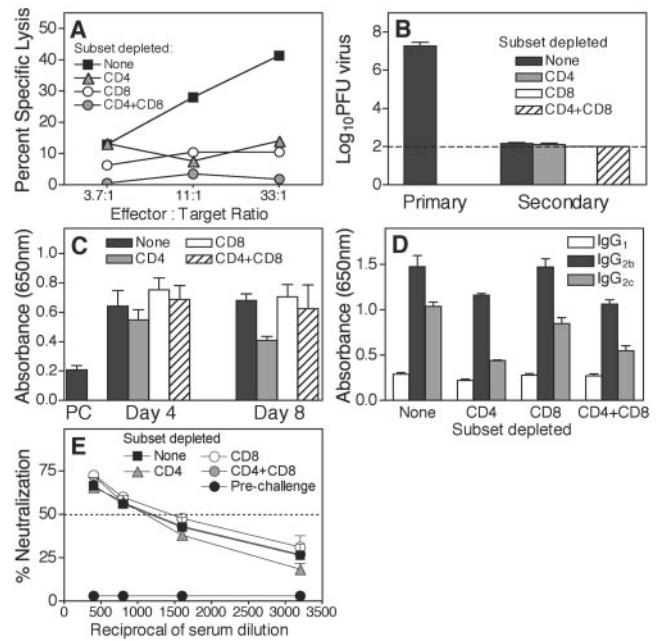 A
Subset depleted:
None
CD4
CD8
CD4+CD8
Percent Specific Lysis
50
40
30
20
10
0
3.7:1
11:1
33:1
Effector : Target Ratio
B
Subset depleted
None
CD4
CD8
CD4+CD8
Log10PFU virus
8
6
4
2
0
Primary
Secondary
C
None
CD8
CD4
CD4+CD8
Absorbance (650nm)
1.0
0.8
0.6
0.4
0.2
0.0
PC
Day 4
Day 8
D
IgG1
IgG2b
IgG2c
Absorbance (650nm)
2.0
1.5
1.0
0.5
0.0
None
CD4
CD8
CD4+CD8
Subset depleted
E
Subset depleted
None
CD8
CD4
CD4+CD8
Pre-challenge
% Neutralization
75
50
25
0
0 500 1000 1500 2000 2500 3000 3500
Reciprocal of serum dilution